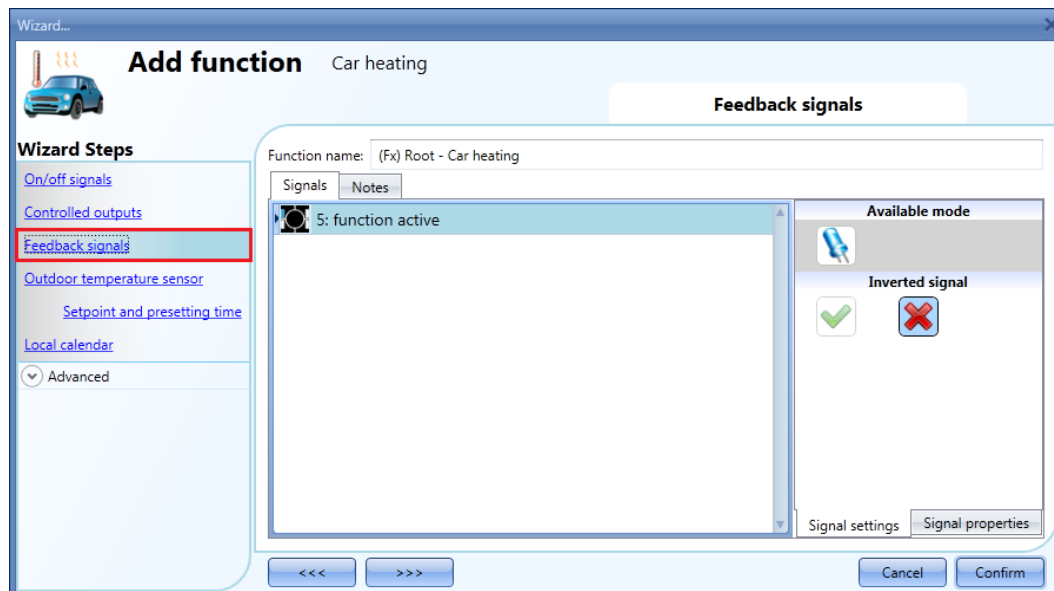 Wizard...
Add function Car heating
Feedback signals
Wizard Steps
On/off signals
Controlled outputs
Feedback signals
Outdoor temperature sensor
Setpoint and presetting time
Local calendar
Advanced
Function name: (Fx) Root - Car heating
Signals Notes
5: function active
Available mode
Inverted signal
Signal settings Signal properties
<<< >>> Cancel Confirm